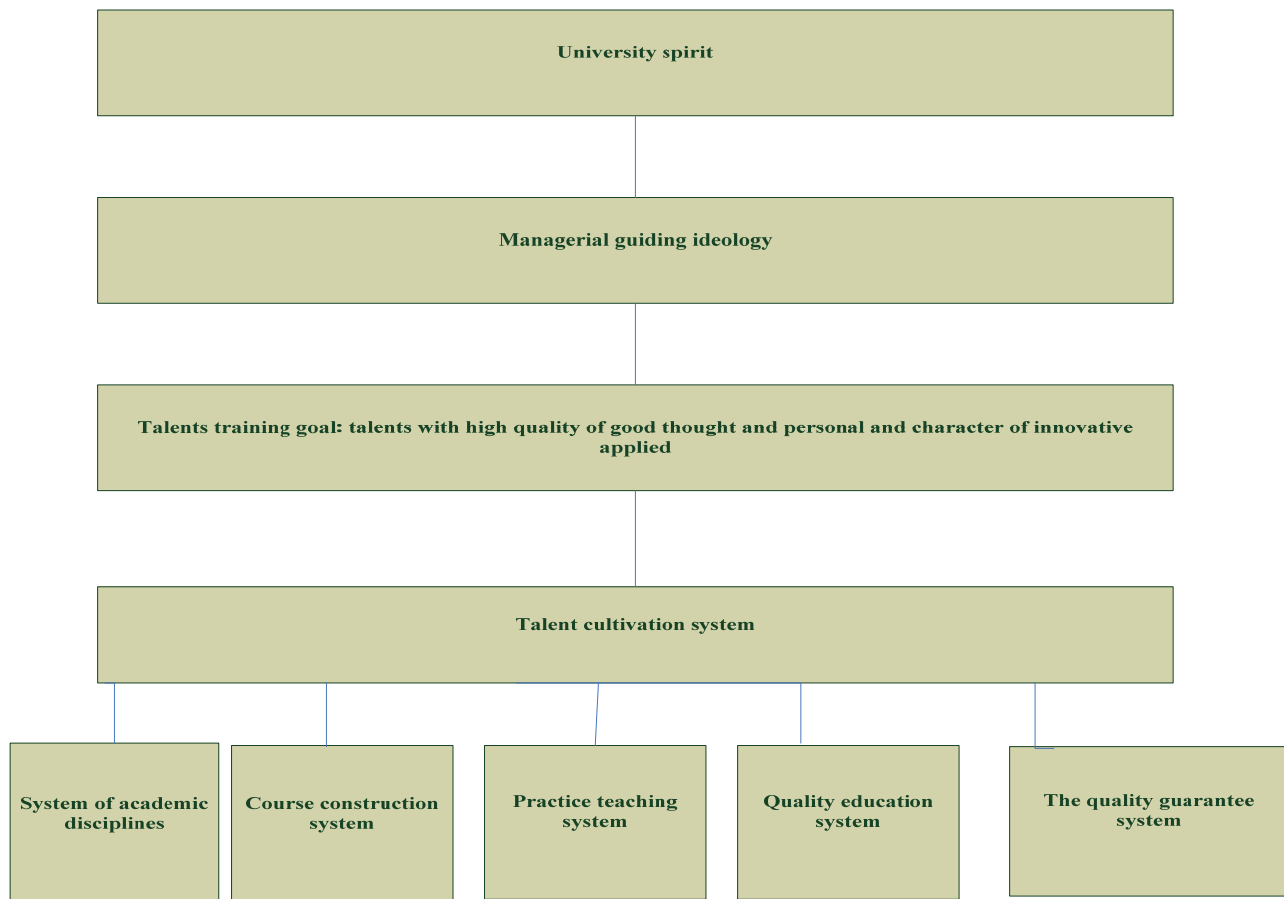 University spirit
Managerial guiding ideology
Talents training goal: talents with high quality of good thought and personal and character of innovative
applied
Talent cultivation system
System of academic
disciplines
Course construction
system
Practice teaching
system
Quality education
system
The quality guarantee
system